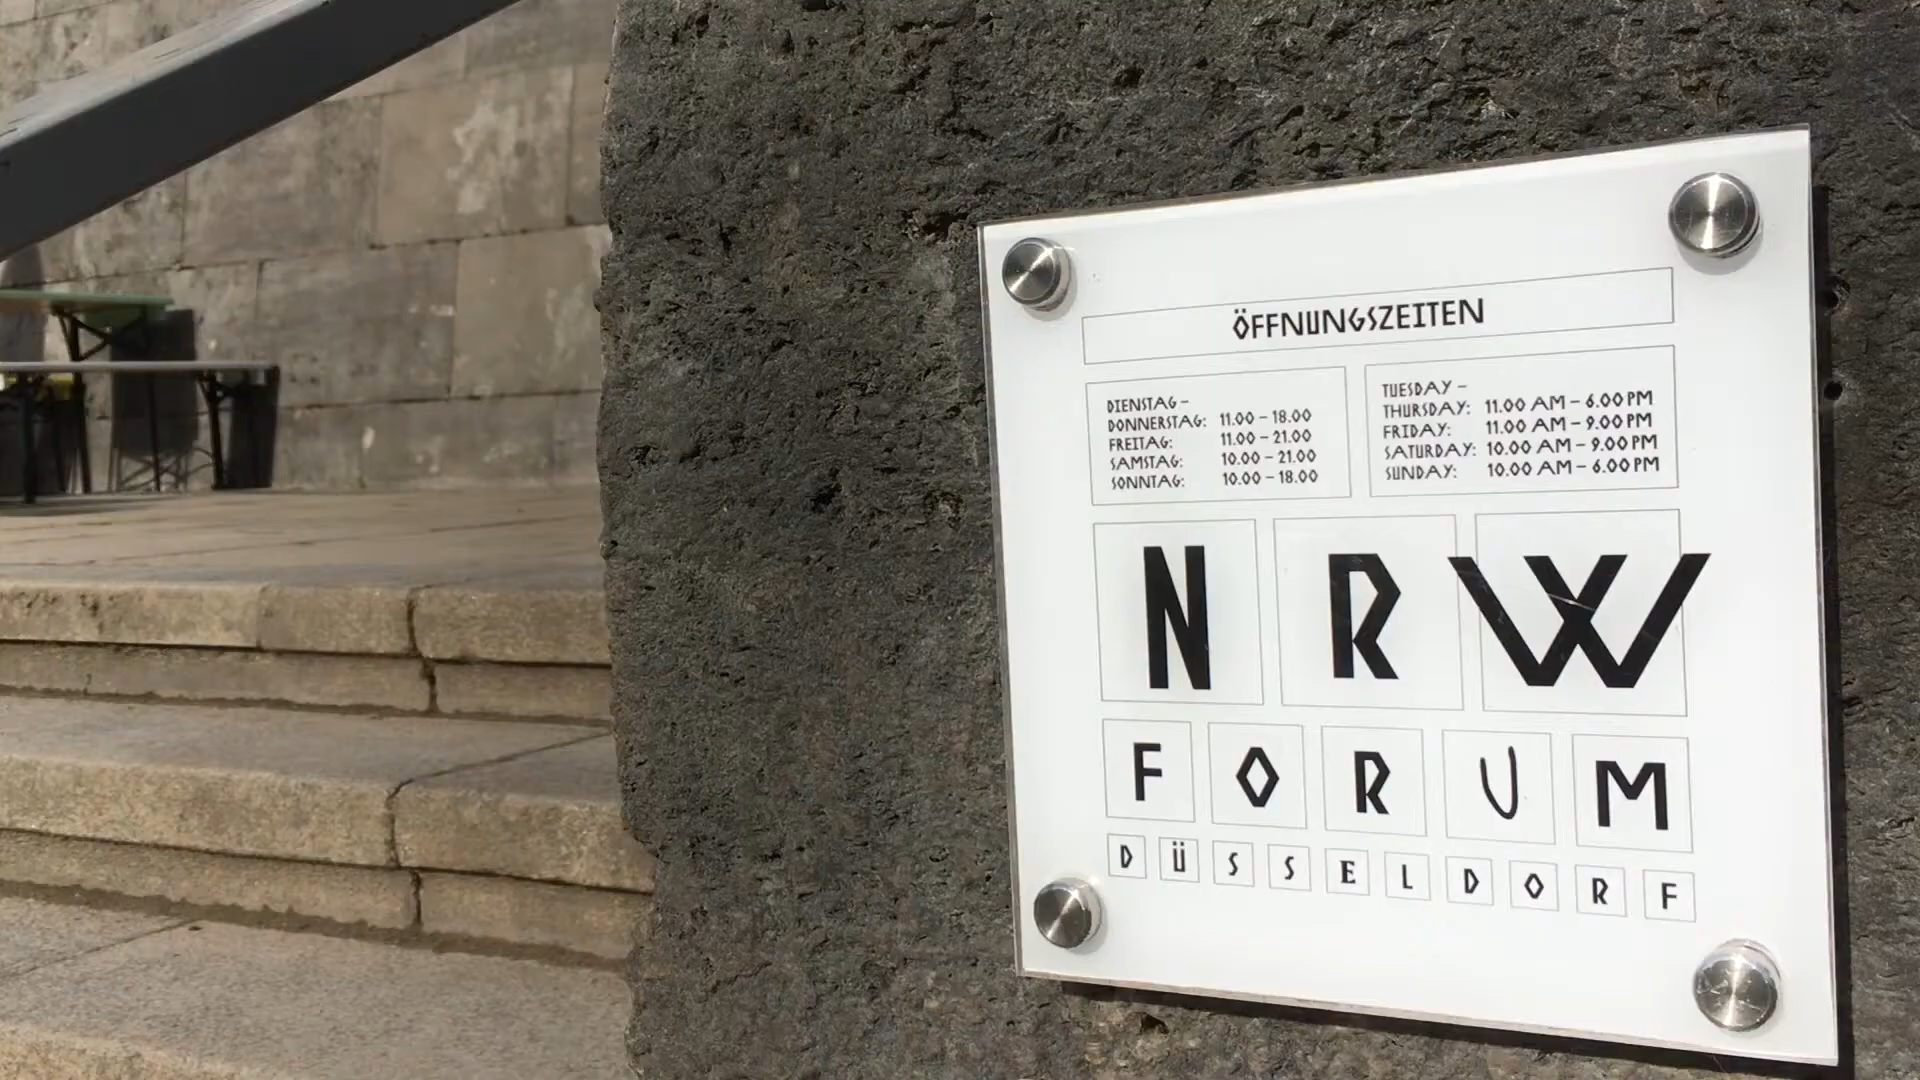 ÖFFNUNGSZEITEN
DIENSTAG –
DONNERSTAG: 11.00 – 18.00
FREITAG: 11.00 – 21.00
SAMSTAG: 10.00 – 21.00
SONNTAG: 10.00 – 18.00
TUESDAY –
THURSDAY: 11.00 AM – 6.00 PM
FRIDAY: 11.00 AM – 9.00 PM
SATURDAY: 10.00 AM – 9.00 PM
SUNDAY: 10.00 AM – 6.00 PM
NRW
FORUM
DÜSSELDORF